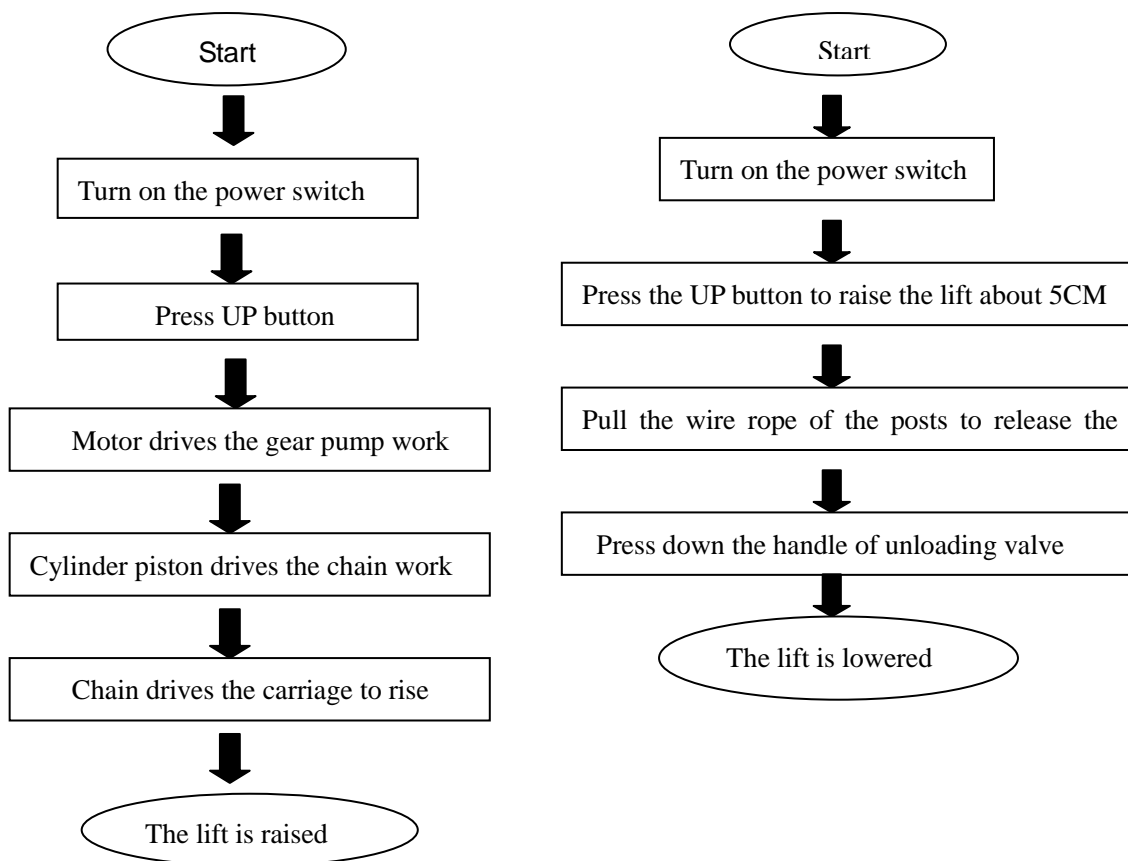 Start
Turn on the power switch
Press UP button
Motor drives the gear pump work
Cylinder piston drives the chain work
Chain drives the carriage to rise
The lift is raised
Start
Turn on the power switch
Press the UP button to raise the lift about 5CM
Pull the wire rope of the posts to release the
Press down the handle of unloading valve
The lift is lowered